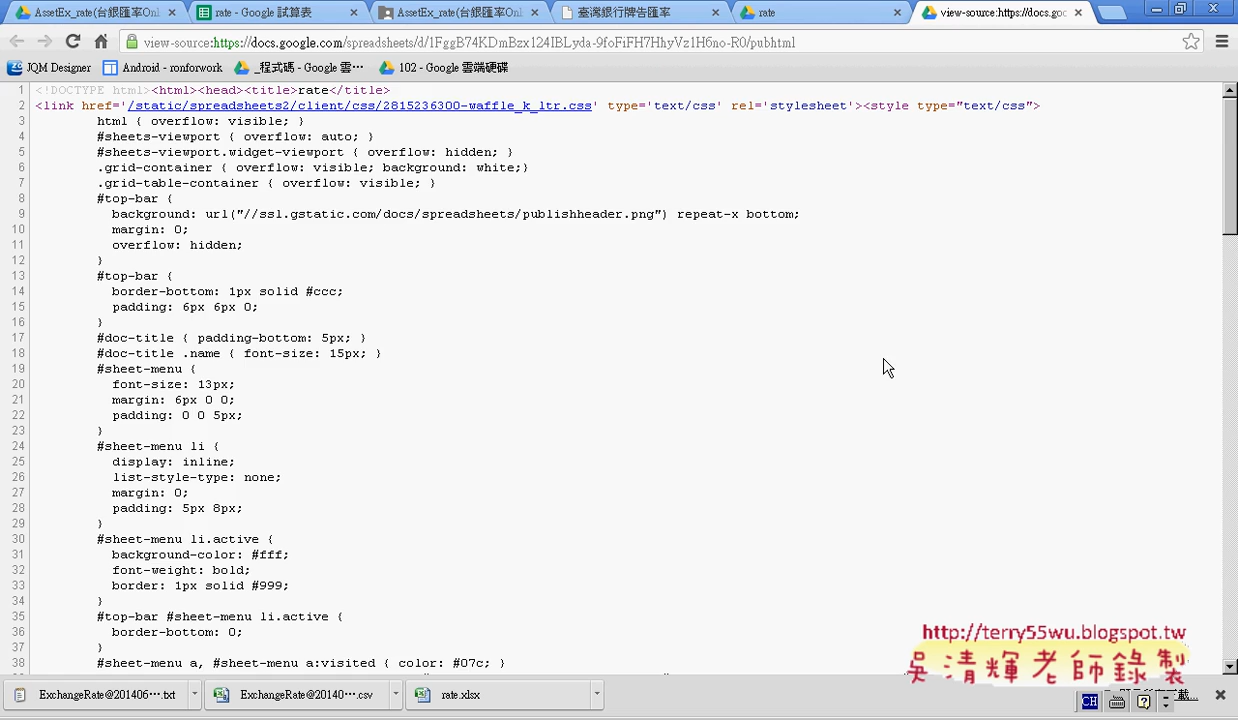 AssetEx_rate(台銀匯率Onl
rate - Google 試算表
AssetEx_rate(台銀匯率Onl
臺灣銀行牌告匯率
rate
view-source:https://docs.goo
view-source:https://docs.google.com/spreadsheets/d/1FggB74KDmBzx124IBLyda-9foFiFH7HhyVz1H6no-R0/pubhtml
JQM Designer
Android - ronforwork
_程式碼 - Google 雲…
102 - Google 雲端硬碟
1 <!DOCTYPE html><html><head><title>rate</title>
2 <link href='/static/spreadsheets2/client/css/2815236300-waffle_k_ltr.css' type='text/css' rel='stylesheet'><style type="text/css">
3 html { overflow: visible; }
4 #sheets-viewport { overflow: auto; }
5 #sheets-viewport.widget-viewport { overflow: hidden; }
6 .grid-container { overflow: visible; background: white;}
7 .grid-table-container { overflow: visible; }
8 #top-bar {
9 background: url("//ssl.gstatic.com/docs/spreadsheets/publishheader.png") repeat-x bottom;
10 margin: 0;
11 overflow: hidden;
12 }
13 #top-bar {
14 border-bottom: 1px solid #ccc;
15 padding: 6px 6px 0;
16 }
17 #doc-title { padding-bottom: 5px; }
18 #doc-title .name { font-size: 15px; }
19 #sheet-menu {
20 font-size: 13px;
21 margin: 6px 0 0;
22 padding: 0 0 5px;
23 }
24 #sheet-menu li {
25 display: inline;
26 list-style-type: none;
27 margin: 0;
28 padding: 5px 8px;
29 }
30 #sheet-menu li.active {
31 background-color: #fff;
32 font-weight: bold;
33 border: 1px solid #999;
34 }
35 #top-bar #sheet-menu li.active {
36 border-bottom: 0;
37 }
38 #sheet-menu a, #sheet-menu a:visited { color: #07c; }
http://terry55wu.blogspot.tw
吳清輝老師錄製
ExchangeRate@201406….txt
ExchangeRate@20140….csv
rate.xlsx
CH